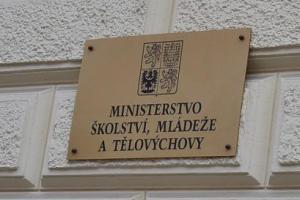 MINISTERSTVO
ŠKOLSTVÍ, MLÁDEŽE
A TĚLOVÝCHOVY